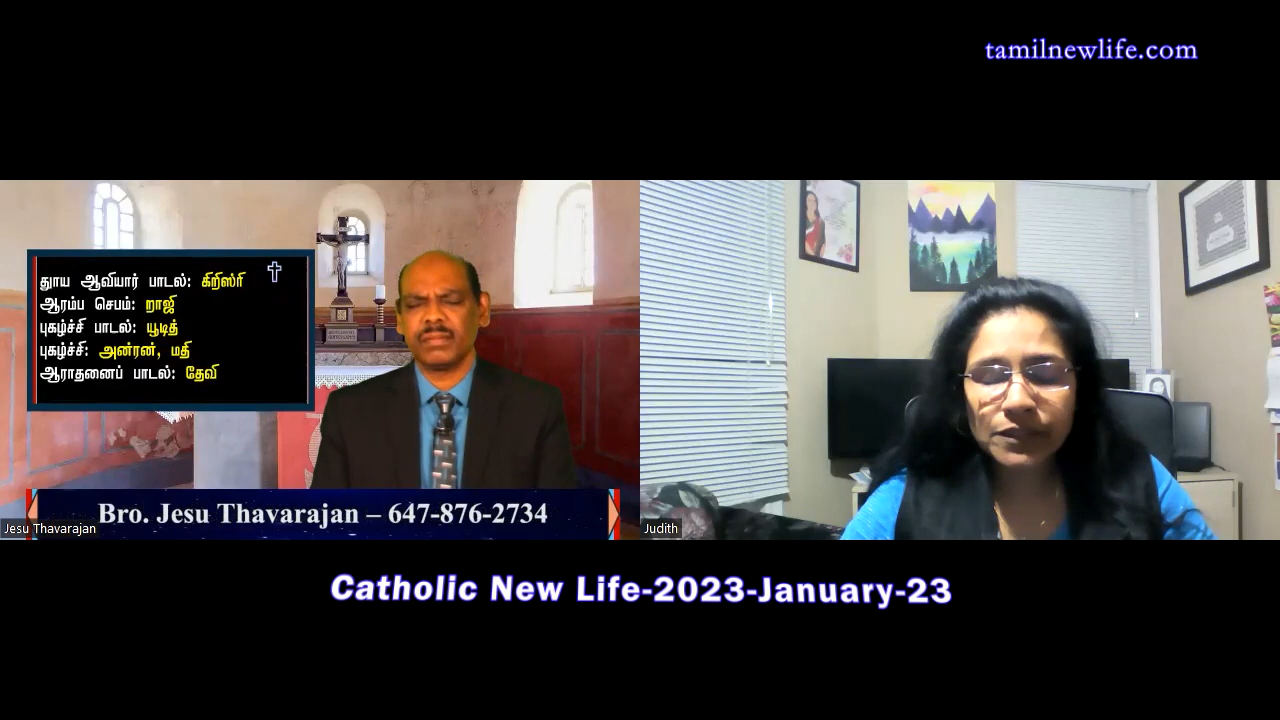 tamilnewlife.com
தூய ஆவியார் பாடல்: கிறிஸ்ரி
ஆரம்ப செபம்: றாஜி
புகழ்ச்சி பாடல்: யூடித்
புகழ்ச்சி: அன்ரன், மதி
ஆராதனைப் பாடல்: தேவி
Bro. Jesu Thavarajan – 647-876-2734
Jesu Thavarajan
Judith
Catholic New Life-2023-January-23